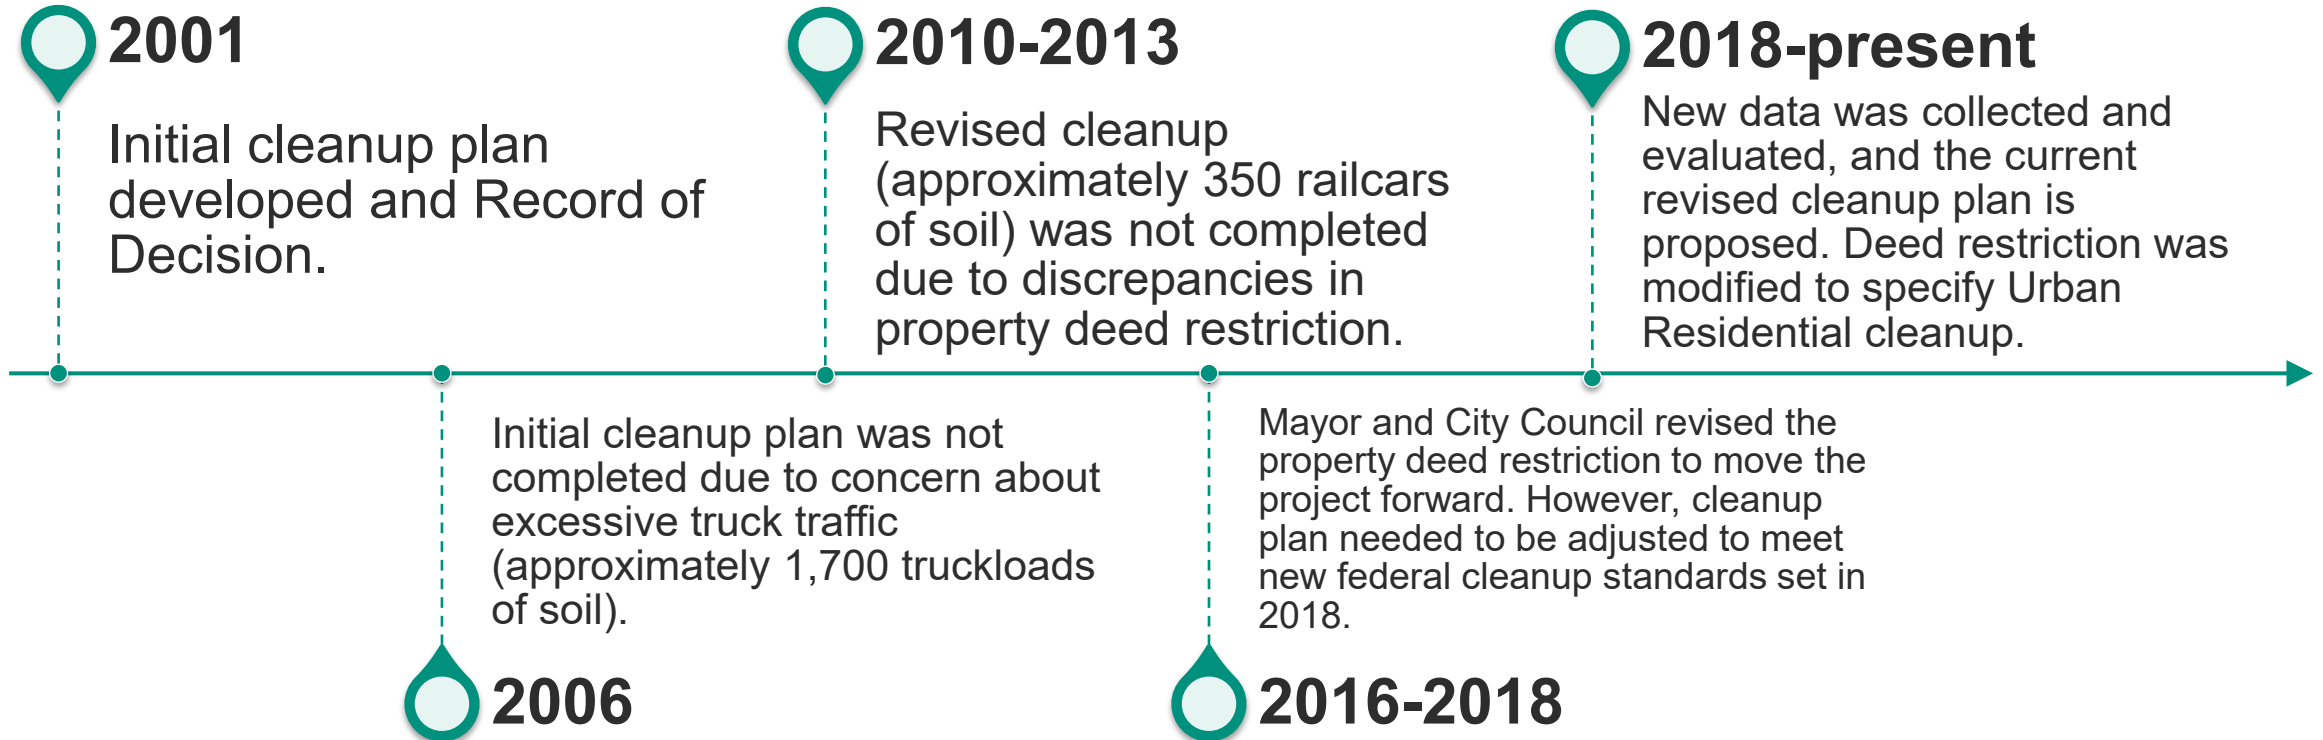 2001
Initial cleanup plan
developed and Record of
Decision.
2006
Initial cleanup plan was not
completed due to concern about
excessive truck traffic
(approximately 1,700 truckloads
of soil).
2010-2013
Revised cleanup
(approximately 350 railcars
of soil) was not completed
due to discrepancies in
property deed restriction.
2016-2018
Mayor and City Council revised the
property deed restriction to move the
project forward. However, cleanup
plan needed to be adjusted to meet
new federal cleanup standards set in
2018.
2018-present
New data was collected and
evaluated, and the current
revised cleanup plan is
proposed. Deed restriction was
modified to specify Urban
Residential cleanup.